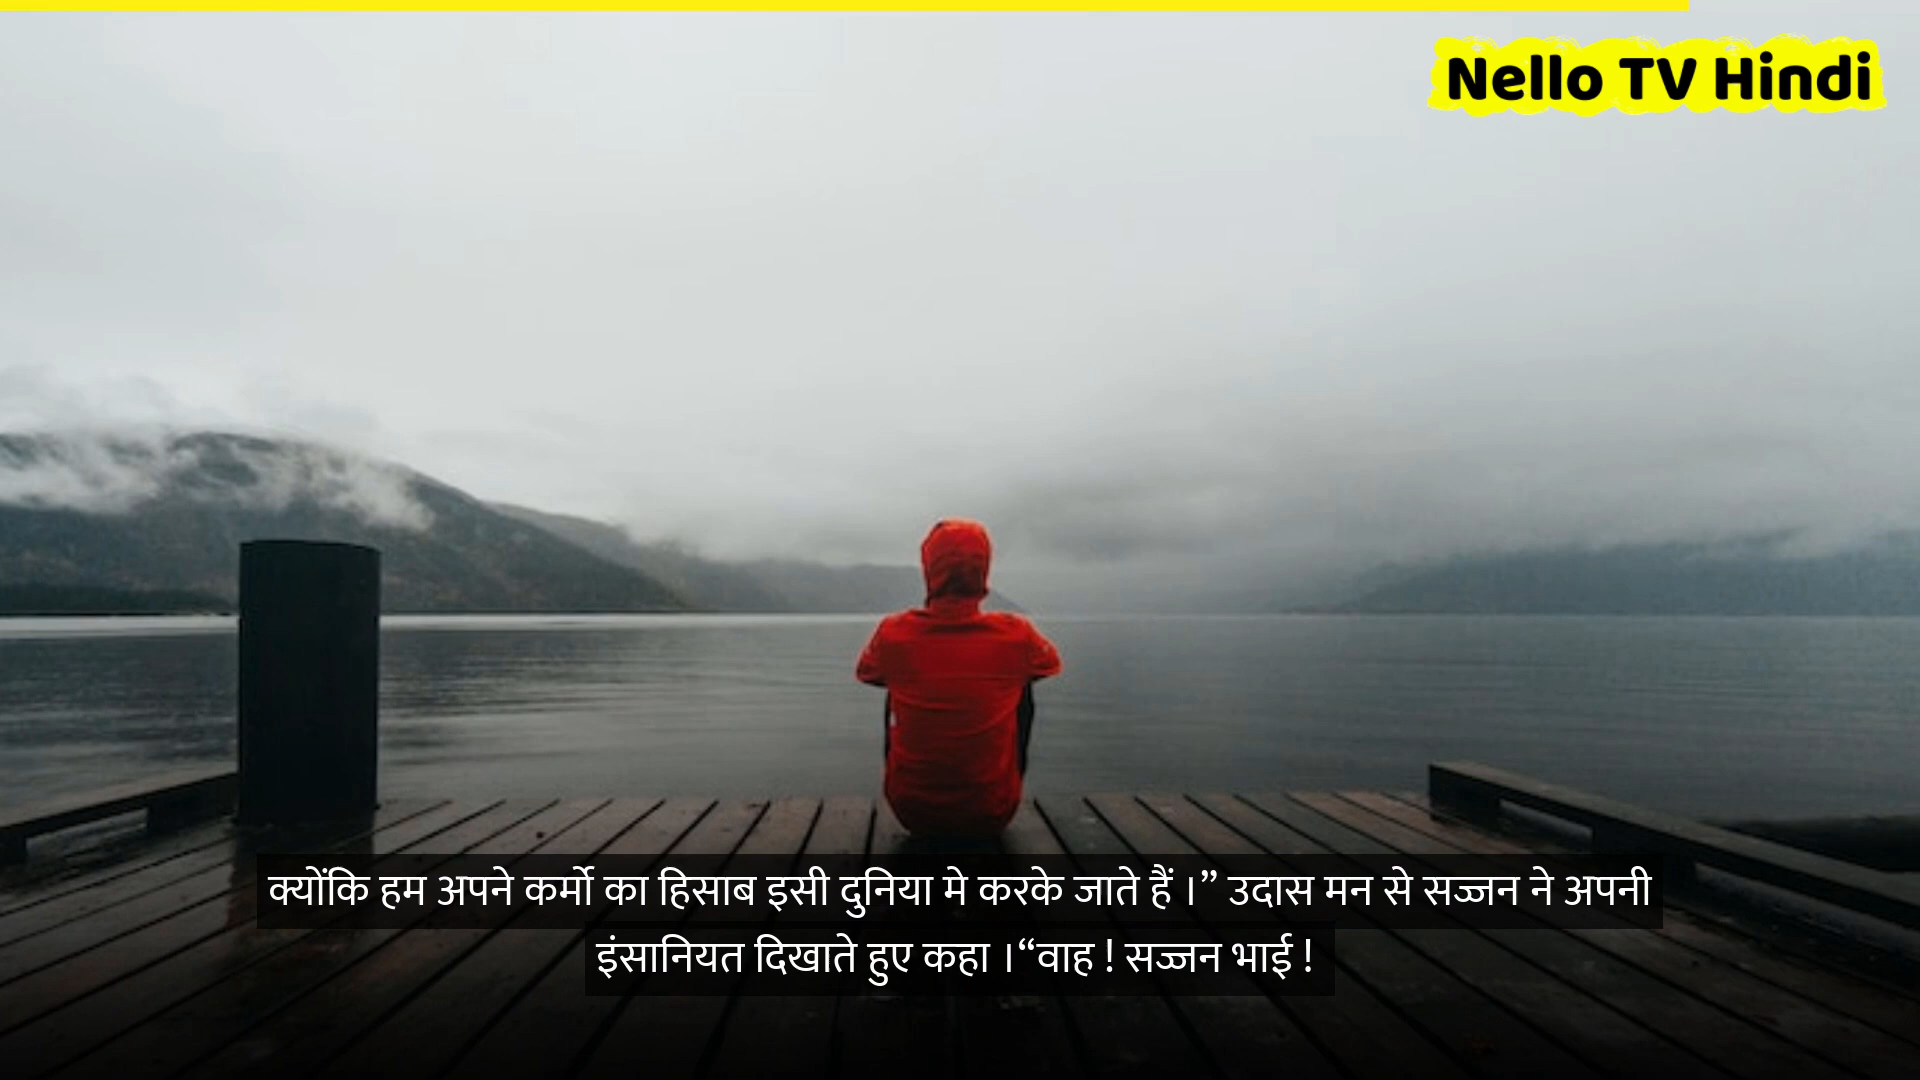 Nello TV Hindi
क्योंकि हम अपने कर्मो का हिसाब इसी दुनिया मे करके जाते हैं ।” उदास मन से सज्जन ने अपनी
इंसानियत दिखाते हुए कहा ।“वाह ! सज्जन भाई !